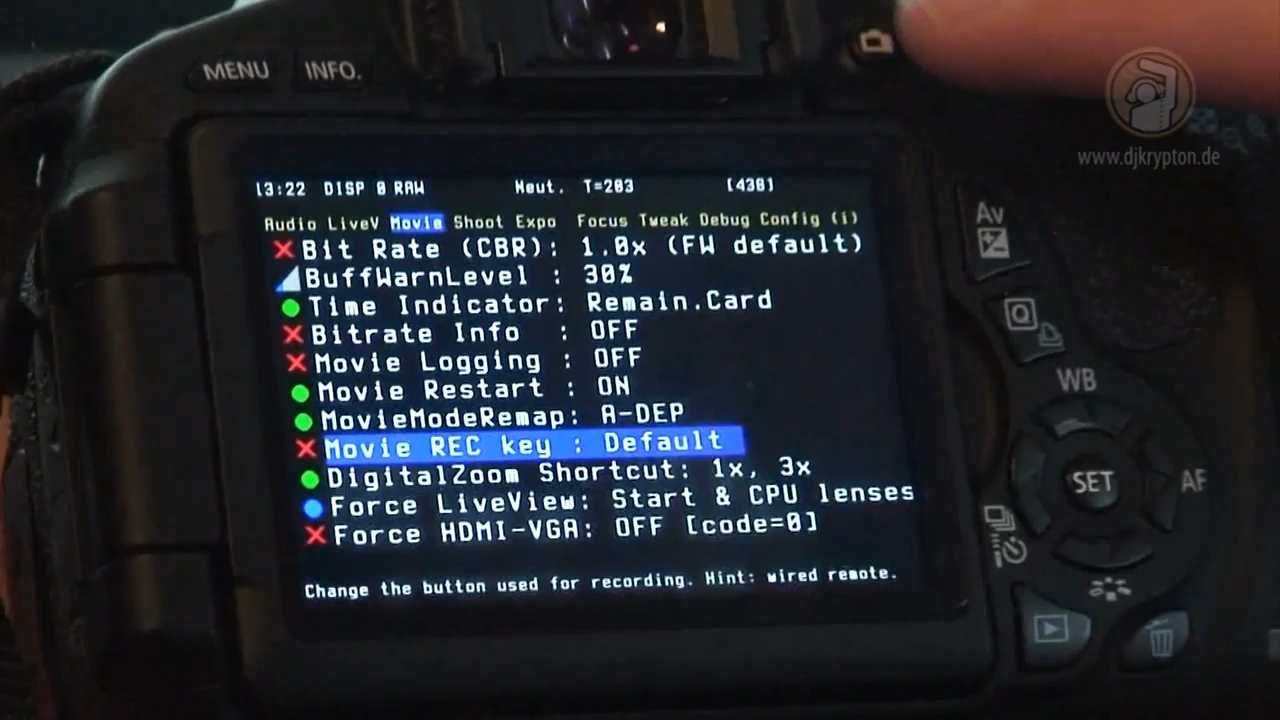 MENU INFO.
www.djkrypton.de
13:22 DISP 0 RAW Neut. T=203 [430]
Audio LiveV Movie Shoot Expo Focus Tweak Debug Config (i)
Bit Rate (CBR): 1.0x (FW default)
BuffWarnLevel : 30%
Time Indicator: Remain.Card
Bitrate Info : OFF
Movie Logging : OFF
Movie Restart : ON
MovieModeRemap: A-DEP
Movie REC key : Default
DigitalZoom Shortcut: 1x, 3x
Force LiveView: Start & CPU lenses
Force HDMI-VGA: OFF [code=0]
Change the button used for recording. Hint: wired remote.
Av
Q
WB
SET
AF